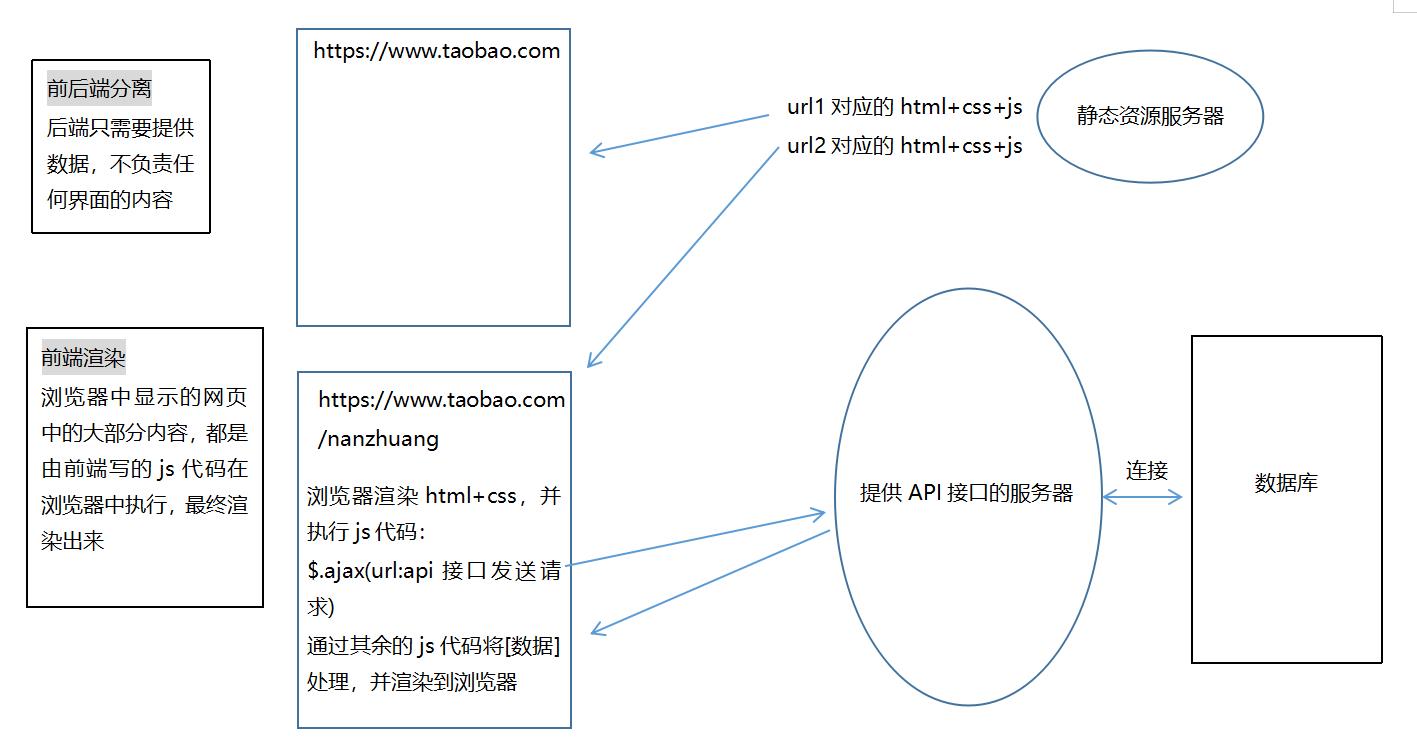 前后端分离
后端只需要提供
数据，不负责任
何界面的内容
https://www.taobao.com
url1 对应的 html+css+js
url2 对应的 html+css+js
静态资源服务器
前端渲染
浏览器中显示的网页
中的大部分内容，都是
由前端写的 js 代码在
浏览器中执行，最终渲
染出来
https://www.taobao.com
/nanzhuang
浏览器渲染 html+css，并
执行 js 代码：
$.ajax(url:api 接口发送请
求)
通过其余的 js 代码将[数据]
处理，并渲染到浏览器
提供 API 接口的服务器
连接
数据库